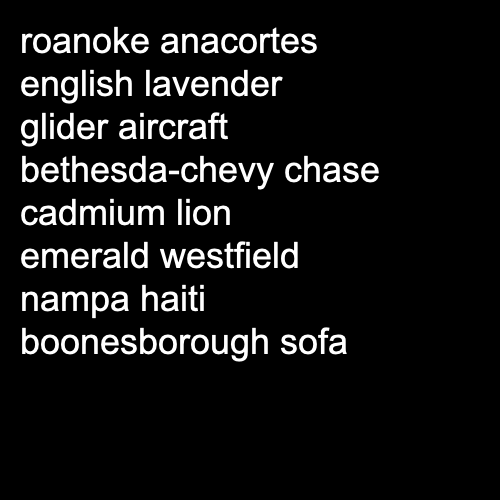 roanoke anacortes
english lavender
glider aircraft
bethesda-chevy chase
cadmium lion
emerald westfield
nampa haiti
boonesborough sofa